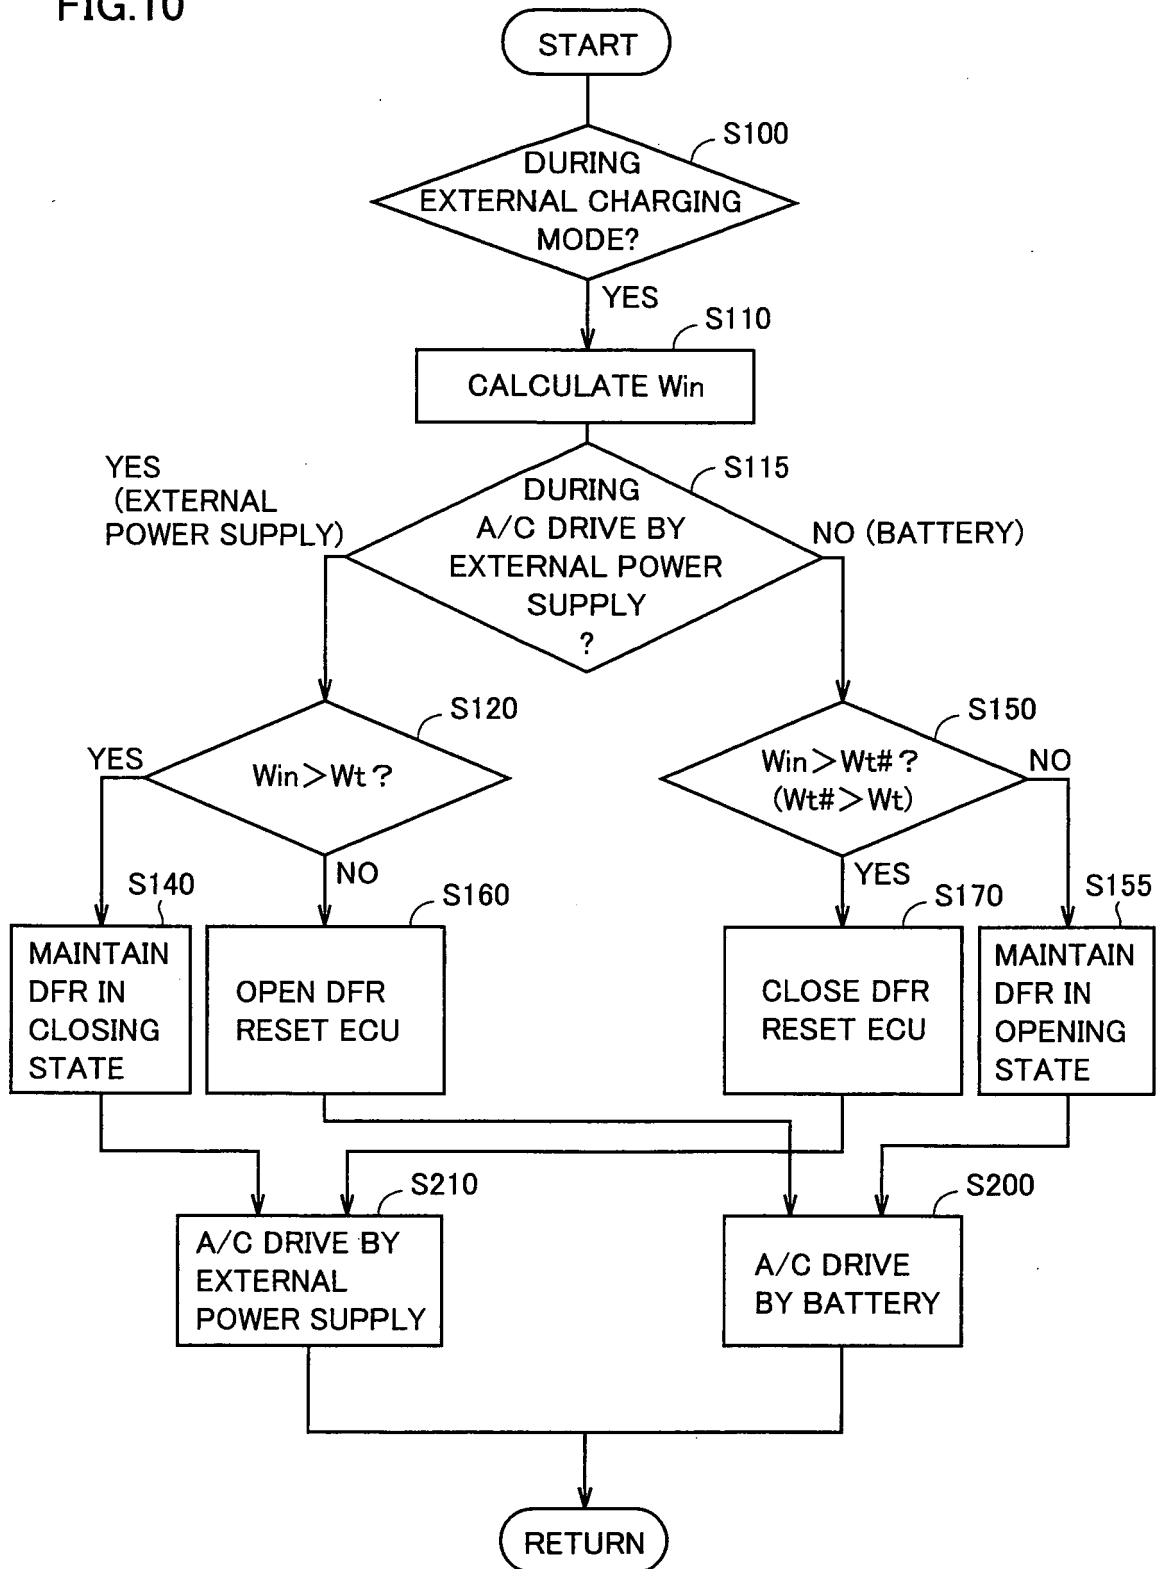 FIG.10
START
S100
DURING
EXTERNAL CHARGING
MODE?
YES
S110
CALCULATE Win
S115
YES
(EXTERNAL
POWER SUPPLY)
DURING
A/C DRIVE BY
EXTERNAL POWER
SUPPLY
?
NO (BATTERY)
S120
YES
Win>Wt?
NO
S150
Win>Wt#?
(Wt#>Wt)
NO
YES
S140
MAINTAIN
DFR IN
CLOSING
STATE
S160
OPEN DFR
RESET ECU
S170
CLOSE DFR
RESET ECU
S155
MAINTAIN
DFR IN
OPENING
STATE
S210
A/C DRIVE BY
EXTERNAL
POWER SUPPLY
S200
A/C DRIVE
BY BATTERY
RETURN